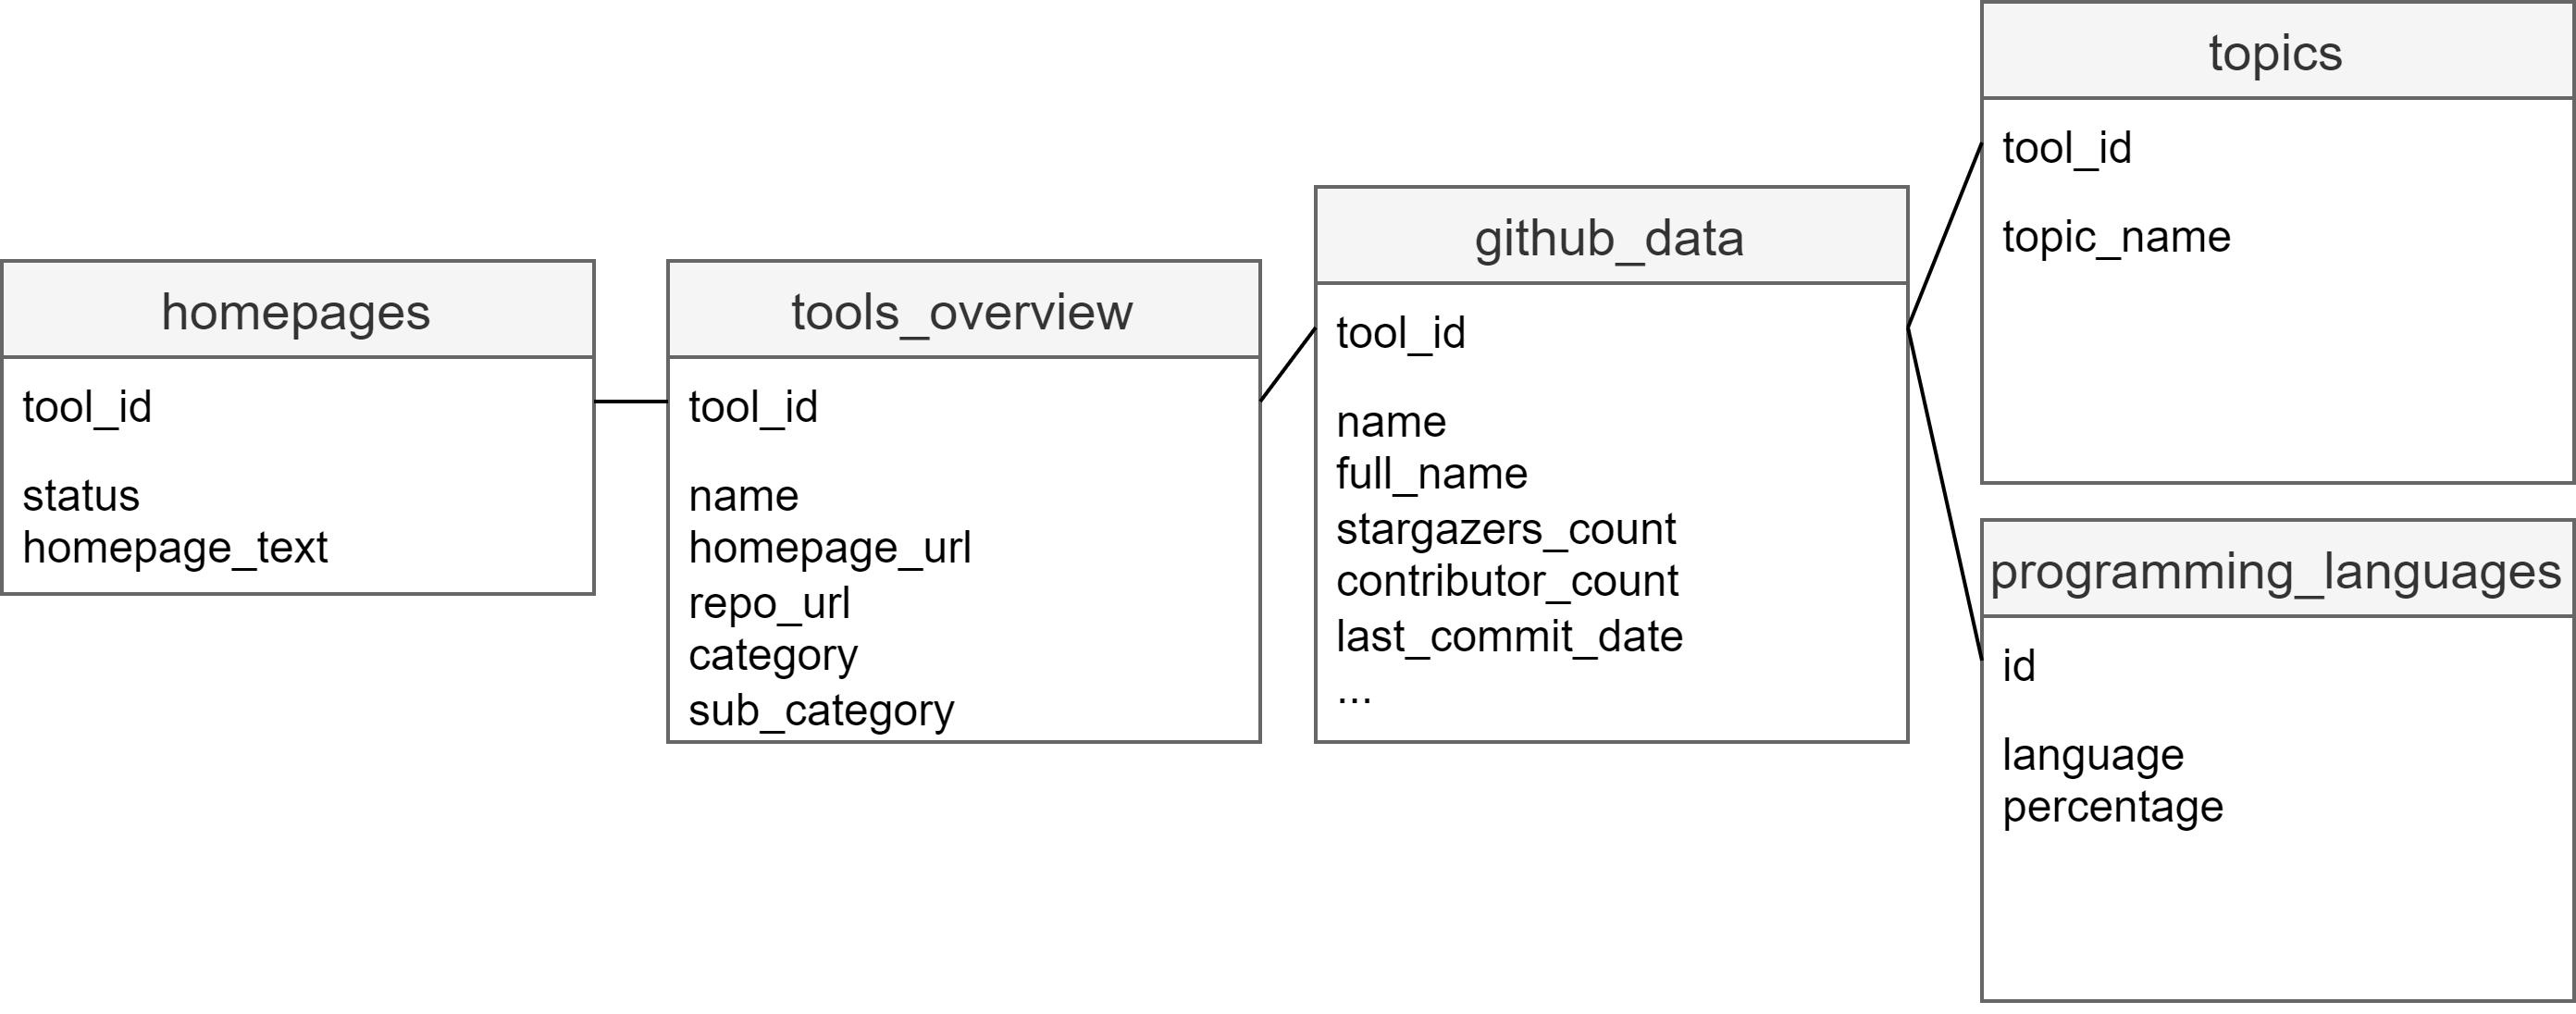 homepages
tool_id
status
homepage_text
tools_overview
tool_id
name
homepage_url
repo_url
category
sub_category
github_data
tool_id
name
full_name
stargazers_count
contributor_count
last_commit_date
...
topics
tool_id
topic_name
programming_languages
id
language
percentage